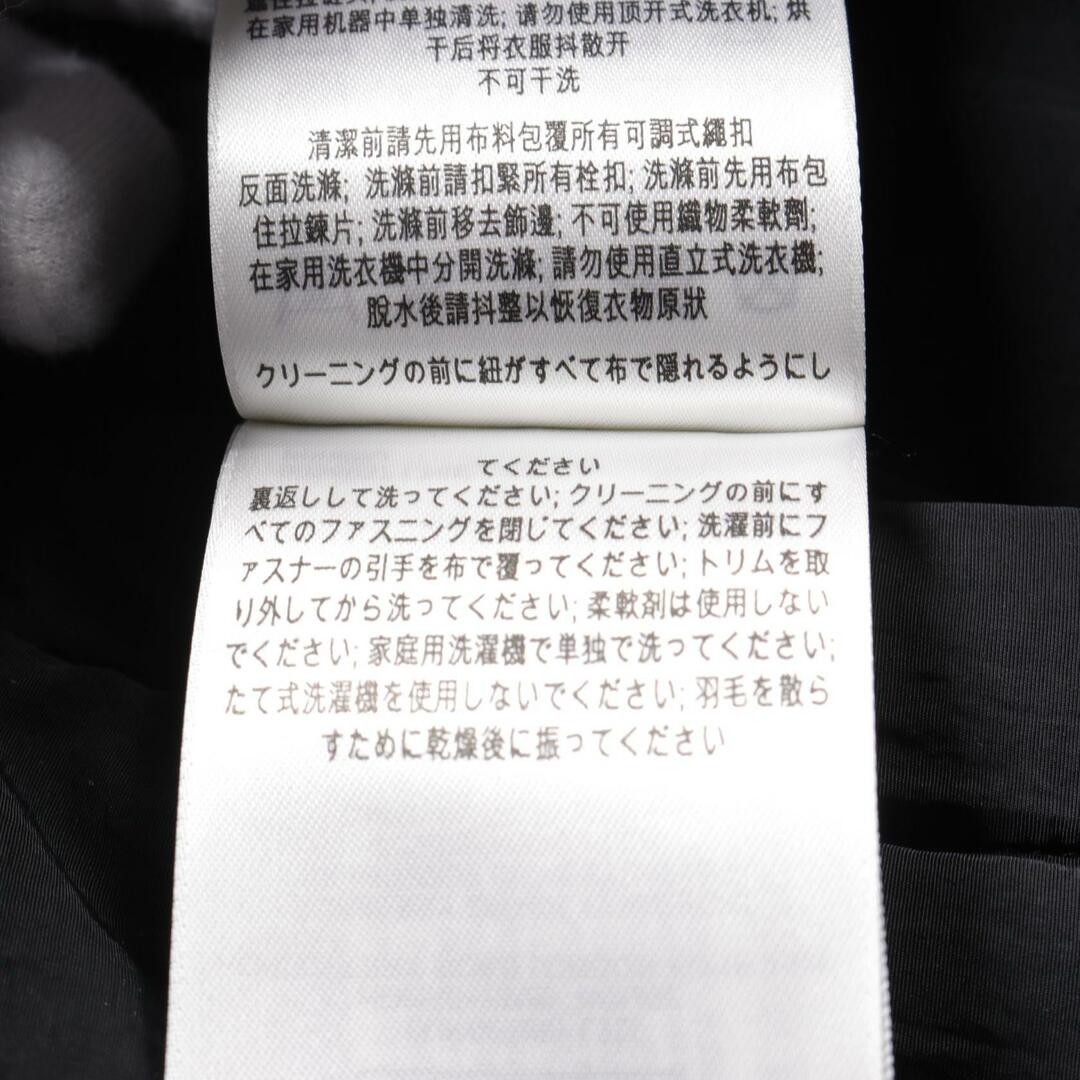 在家用机器中单独清洗; 请勿使用顶开式洗衣机; 烘
干后将衣服抖散开
不可干洗
清潔前請先用布料包覆所有可調式繩扣
反面洗滌; 洗滌前請扣緊所有栓扣; 洗滌前先用布包
住拉鍊片; 洗滌前移去飾邊; 不可使用織物柔軟劑;
在家用洗衣機中分開洗滌; 請勿使用直立式洗衣機;
脫水後請抖整以恢復衣物原狀
クリーニングの前に紐がすべて布で隠れるようにし
てください
裏返しして洗ってください; クリーニングの前にす
べてのファスニングを閉じてください; 洗濯前にフ
ァスナーの引手を布で覆ってください; トリムを取
り外してから洗ってください; 柔軟剤は使用しない
でください; 家庭用洗濯機で単独で洗ってください;
たて式洗濯機を使用しないでください; 羽毛を散ら
すために乾燥後に振ってください